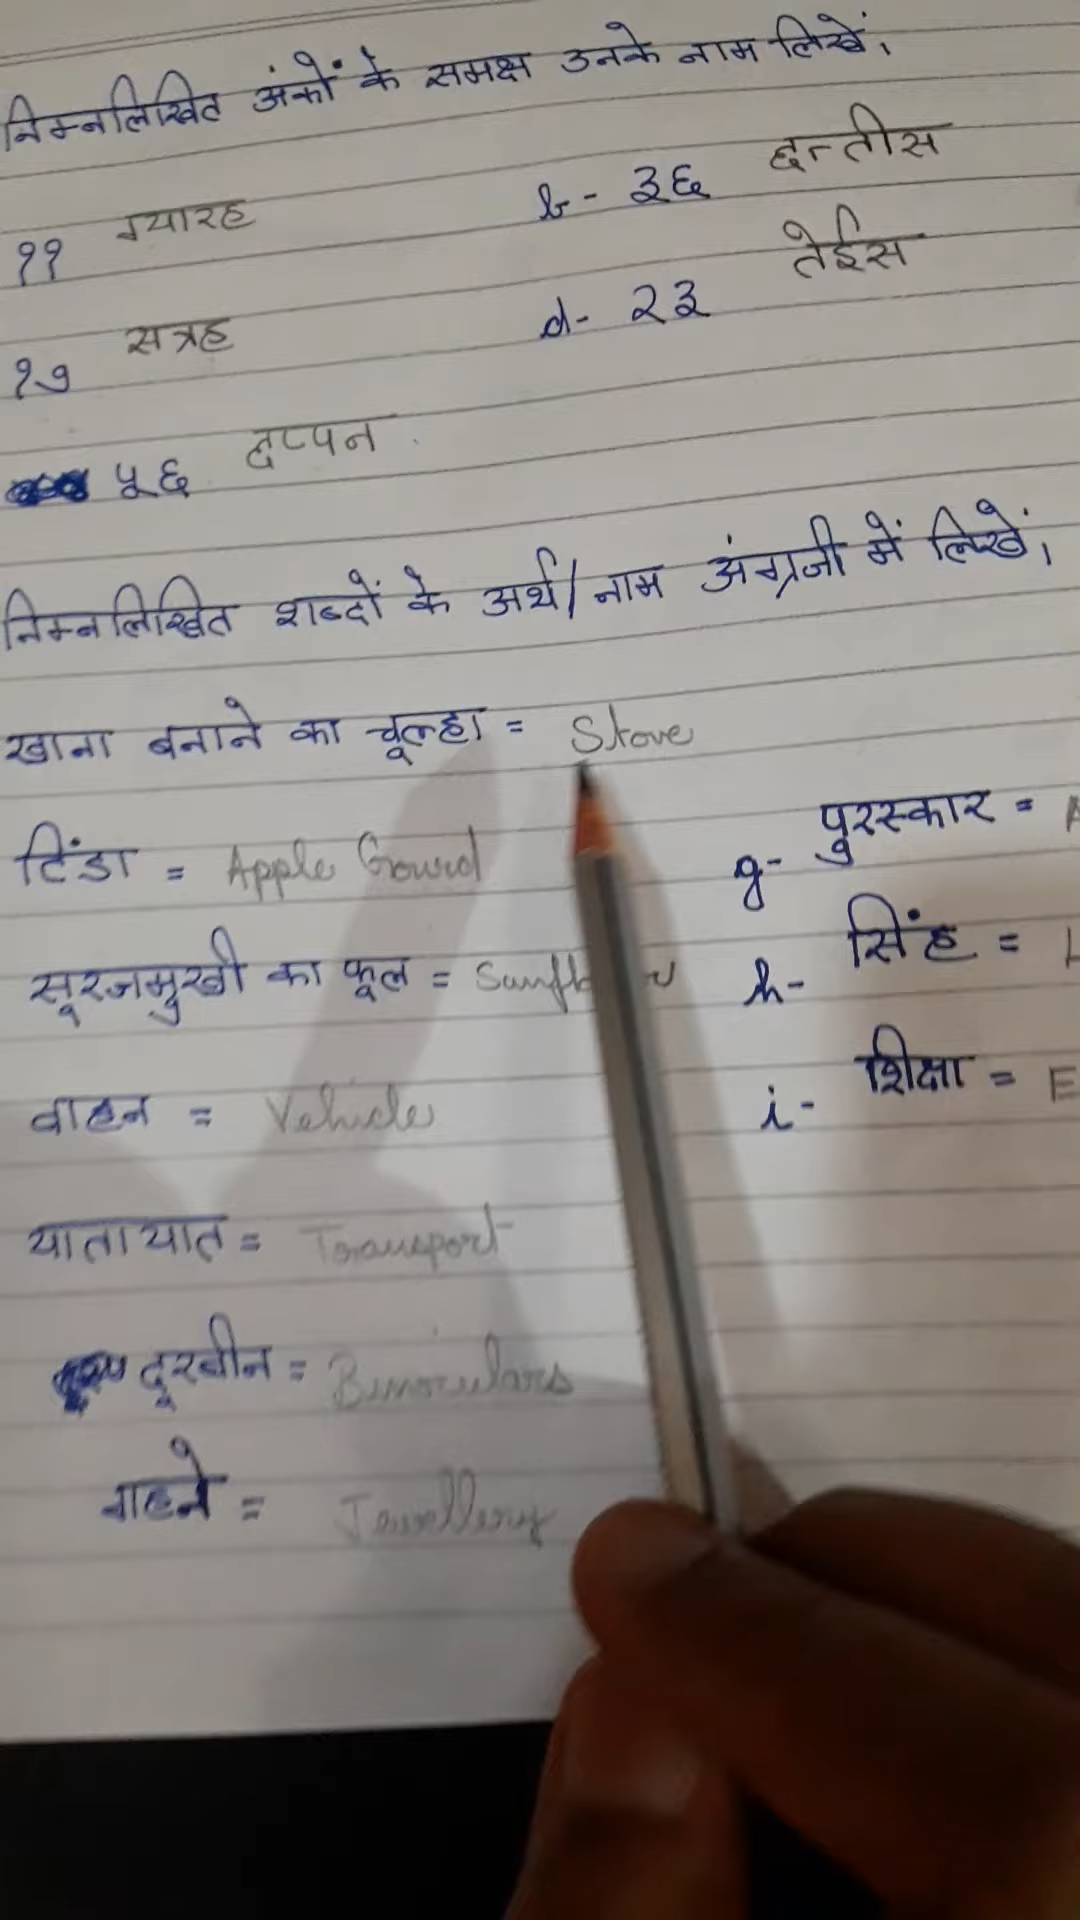 निम्नलिखित अंकों के समक्ष उनके नाम लिखें।
११ ग्यारह b- ३६ छत्तीस
१७ सत्रह d- २३ तेईस
५६ छप्पन
निम्नलिखित शब्दों के अर्थ/नाम अंग्रजी में लिखें।
खाना बनाने का चूल्हा = Stove
टिंडा = Apple Gourd g- पुरस्कार =
सूरजमुखी का फूल = h- सिंह =
वाहन = Vehicle i- शिक्षा =
यातायात = Transport
दूरबीन = Binoculars
गहने = Jewellery